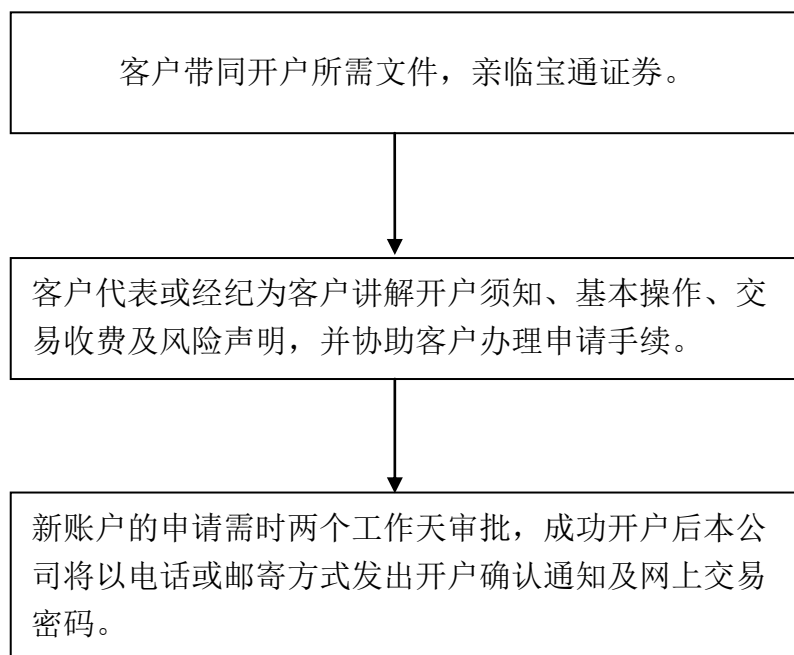 客户带同开户所需文件，亲临宝通证券。
客户代表或经纪为客户讲解开户须知、基本操作、交
易收费及风险声明，并协助客户办理申请手续。
新账户的申请需时两个工作天审批，成功开户后本公
司将以电话或邮寄方式发出开户确认通知及网上交易
密码。